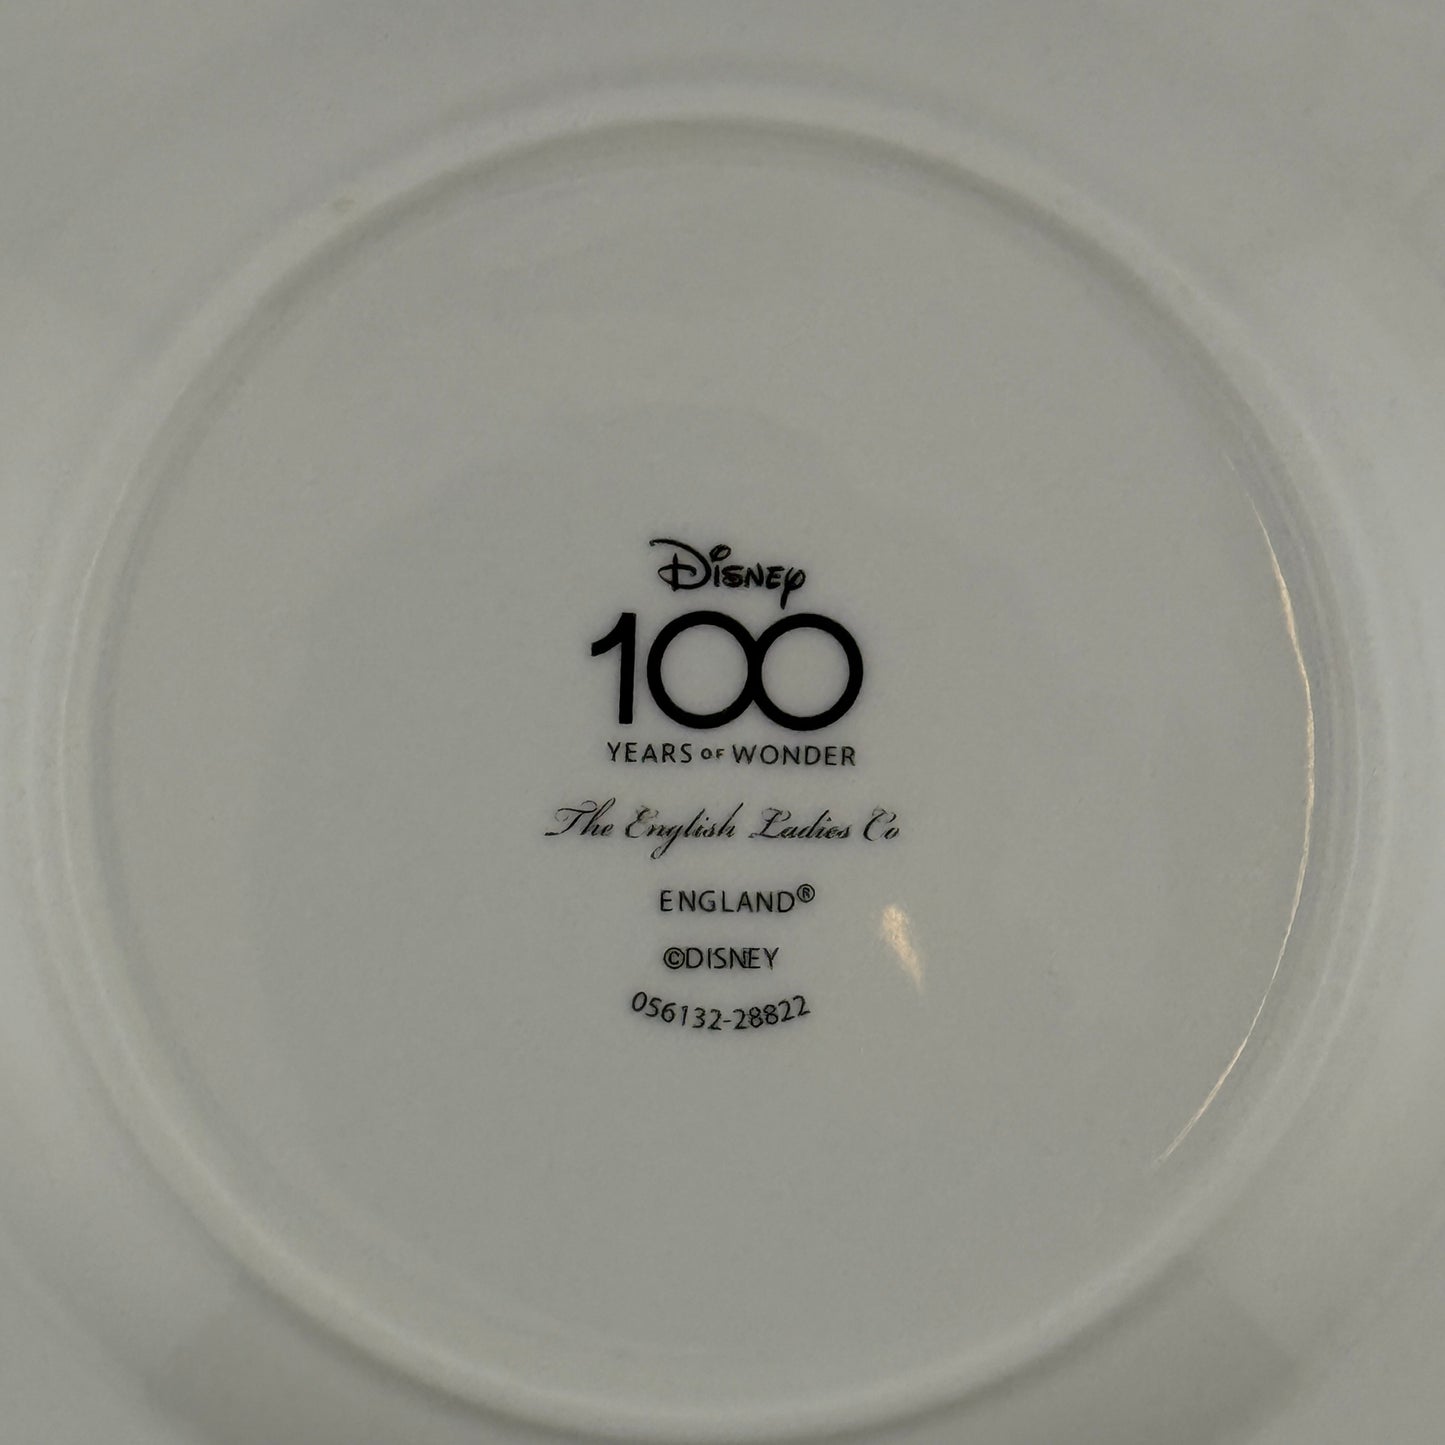 Disney
100
YEARS OF WONDER
The English Ladies Co
ENGLAND®
©DISNEY
056132-28822